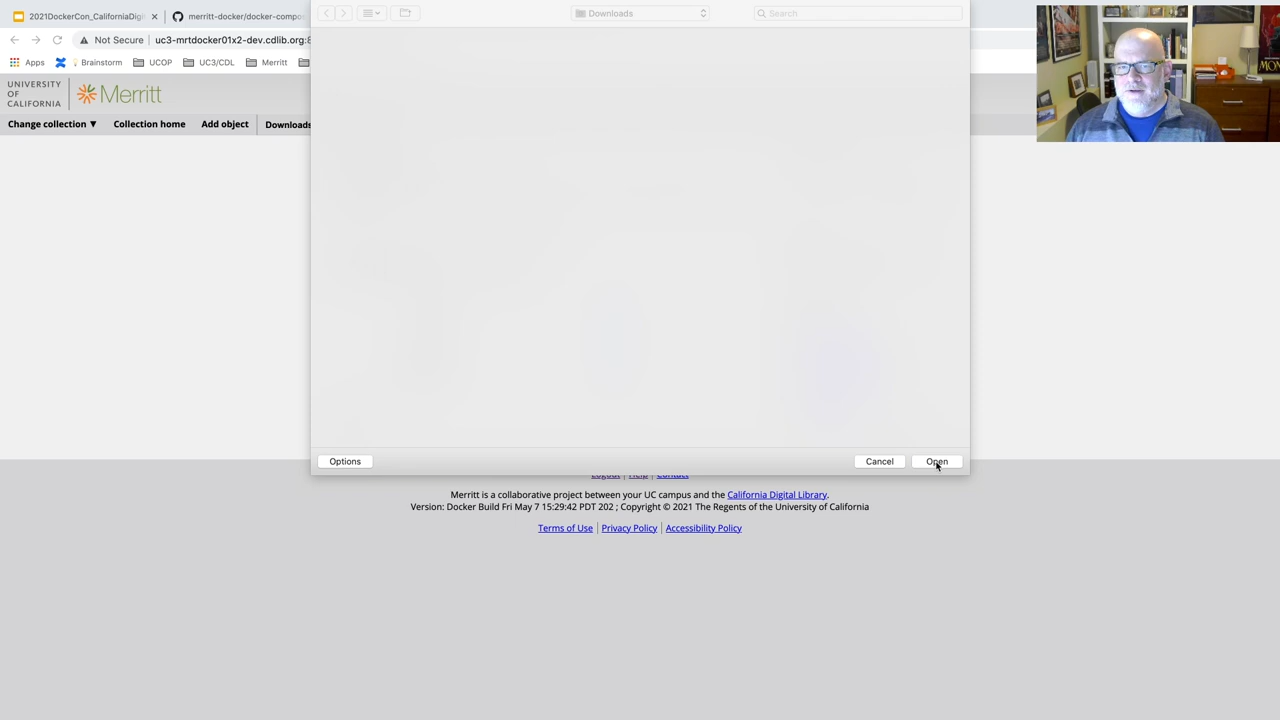 2021DockerCon_CaliforniaDigi
merritt-docker/docker-compo
Downloads
Search
Not Secure
uc3-mrtdocker01x2-dev.cdlib.org:8
Apps
Brainstorm
UCOP
UC3/CDL
Merritt
UNIVERSITY
OF
CALIFORNIA
Merritt
Change collection ▼
Collection home
Add object
Downloads
Options
Cancel
Open
Logout | Help | Contact
Merritt is a collaborative project between your UC campus and the California Digital Library.
Version: Docker Build Fri May 7 15:29:42 PDT 202 ; Copyright © 2021 The Regents of the University of California
Terms of Use | Privacy Policy | Accessibility Policy